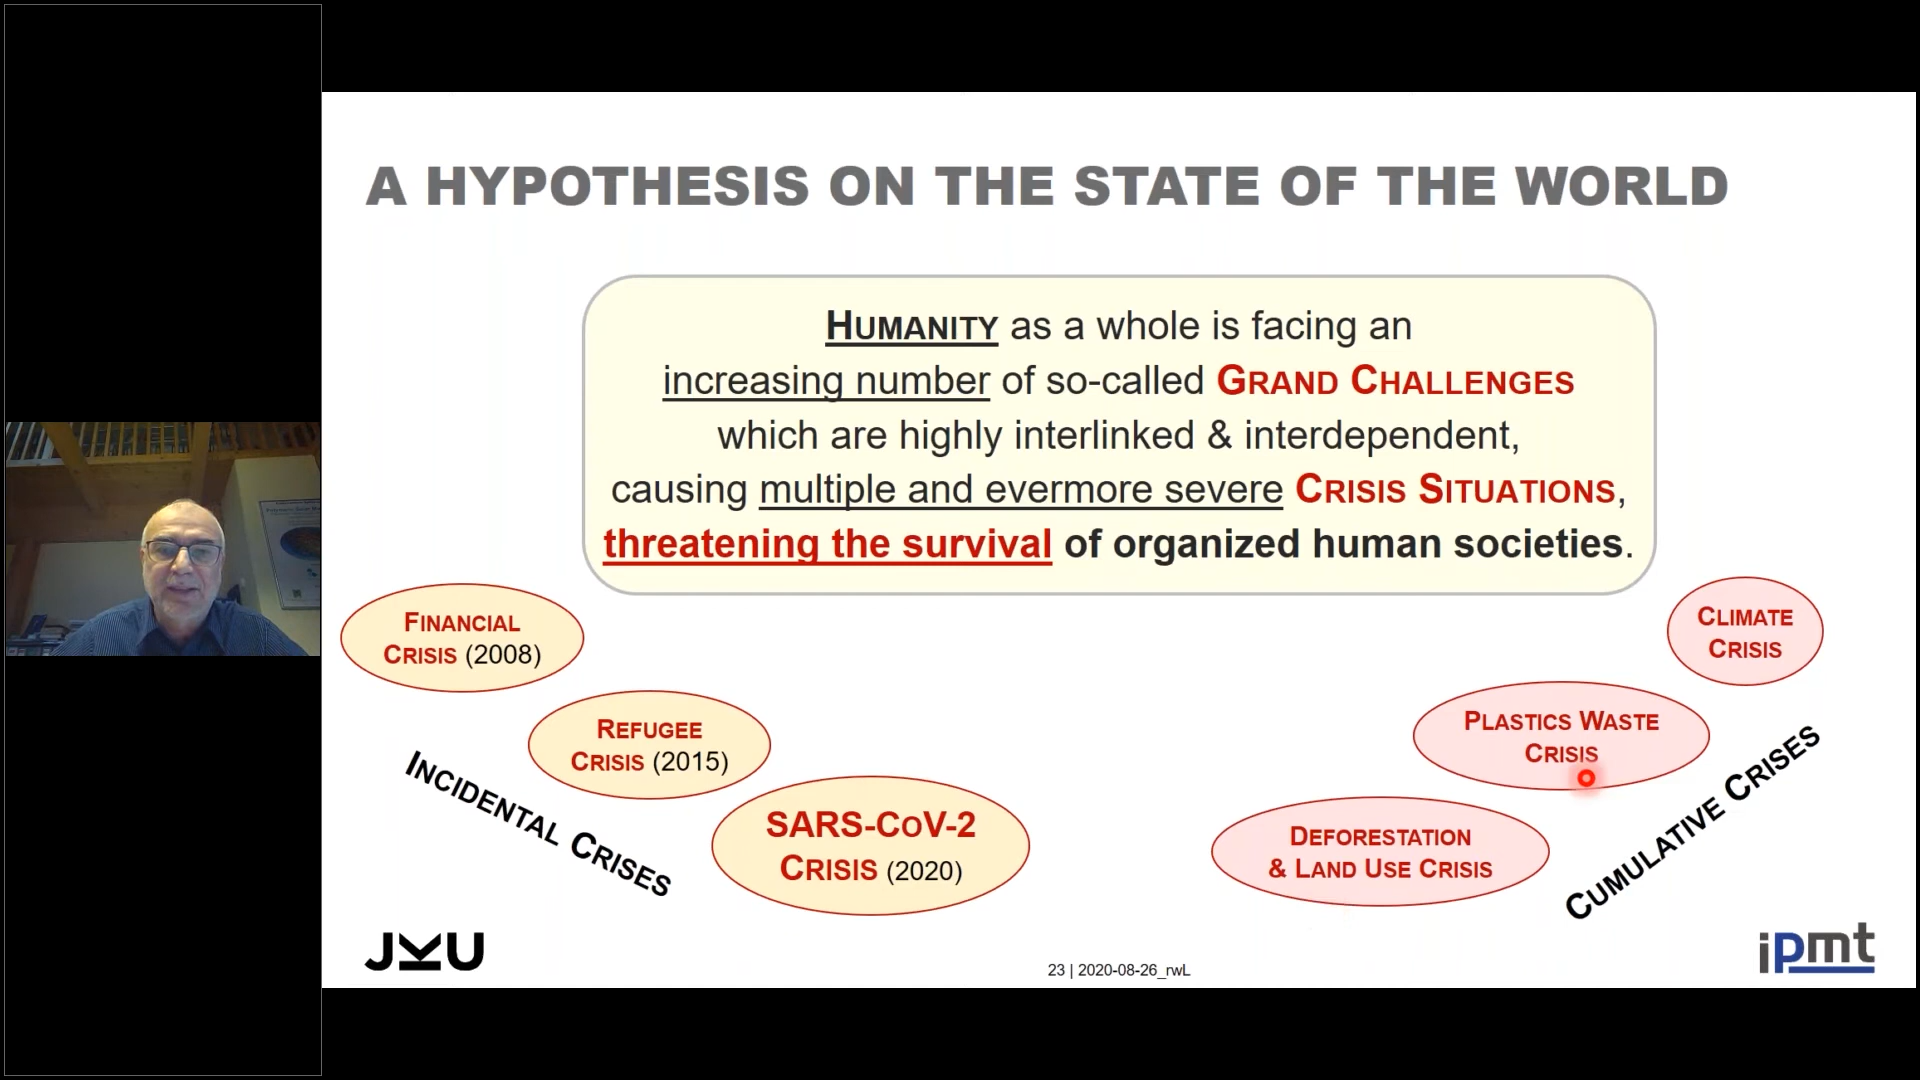 A HYPOTHESIS ON THE STATE OF THE WORLD
HUMANITY as a whole is facing an
increasing number of so-called GRAND CHALLENGES
which are highly interlinked & interdependent,
causing multiple and evermore severe CRISIS SITUATIONS,
threatening the survival of organized human societies.
FINANCIAL
CRISIS (2008)
REFUGEE
CRISIS (2015)
SARS-COV-2
CRISIS (2020)
INCIDENTAL CRISES
CLIMATE
CRISIS
PLASTICS WASTE
CRISIS
DEFORESTATION
& LAND USE CRISIS
CUMULATIVE CRISES
JKU
23 | 2020-08-26_rwL
ipmt